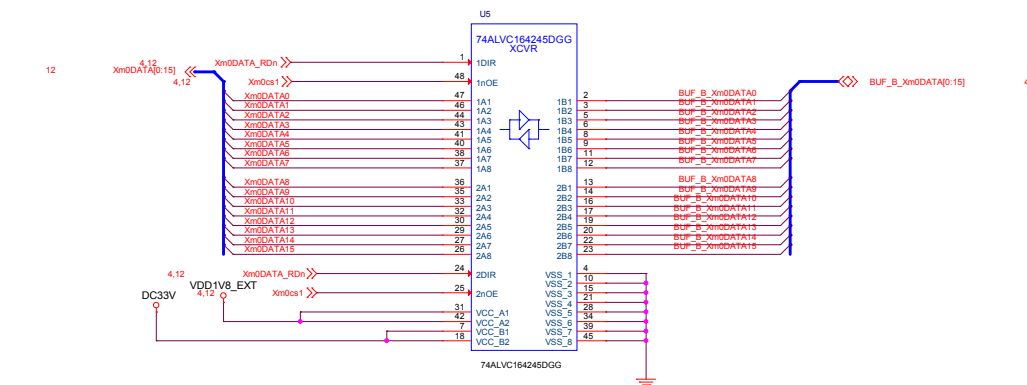 U5
74ALVC164245DGG
XCVR
12
4,12
Xm0DATA[0:15]
4,12
Xm0DATA_RDn
1
1DIR
Xm0cs1
48
1nOE
BUF_B_Xm0DATA[0:15]
4
Xm0DATA0
47
1A1
1B1
2
BUF_B_Xm0DATA0
Xm0DATA1
46
1A2
1B2
3
BUF_B_Xm0DATA1
Xm0DATA2
44
1A3
1B3
5
BUF_B_Xm0DATA2
Xm0DATA3
43
1A4
1B4
6
BUF_B_Xm0DATA3
Xm0DATA4
41
1A5
1B5
8
BUF_B_Xm0DATA4
Xm0DATA5
40
1A6
1B6
9
BUF_B_Xm0DATA5
Xm0DATA6
38
1A7
1B7
11
BUF_B_Xm0DATA6
Xm0DATA7
37
1A8
1B8
12
BUF_B_Xm0DATA7
Xm0DATA8
36
2A1
2B1
13
BUF_B_Xm0DATA8
Xm0DATA9
35
2A2
2B2
14
BUF_B_Xm0DATA9
Xm0DATA10
33
2A3
2B3
16
BUF_B_Xm0DATA10
Xm0DATA11
32
2A4
2B4
17
BUF_B_Xm0DATA11
Xm0DATA12
30
2A5
2B5
19
BUF_B_Xm0DATA12
Xm0DATA13
29
2A6
2B6
20
BUF_B_Xm0DATA13
Xm0DATA14
27
2A7
2B7
22
BUF_B_Xm0DATA14
Xm0DATA15
26
2A8
2B8
23
BUF_B_Xm0DATA15
4,12
Xm0DATA_RDn
24
2DIR
VSS_1
4
VSS_2
10
4,12
Xm0cs1
25
2nOE
VSS_3
15
VSS_4
21
DC33V
VDD1V8_EXT
31
VCC_A1
VSS_5
28
42
VCC_A2
VSS_6
34
7
VCC_B1
VSS_7
39
18
VCC_B2
VSS_8
45
74ALVC164245DGG